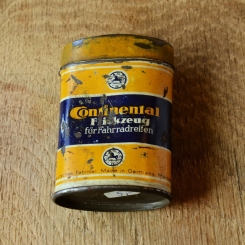 Continental
Flickzeug
für Fahrradreifen
Made in Germany